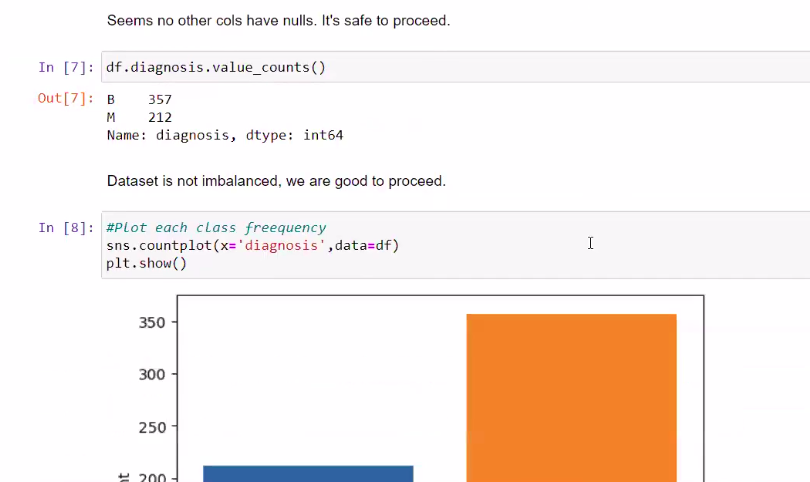 Seems no other cols have nulls. It's safe to proceed.
In [7]: df.diagnosis.value_counts()
Out[7]: B    357
M    212
Name: diagnosis, dtype: int64
Dataset is not imbalanced, we are good to proceed.
In [8]: #Plot each class freequency
sns.countplot(x='diagnosis',data=df)
plt.show()
350
300
250
200